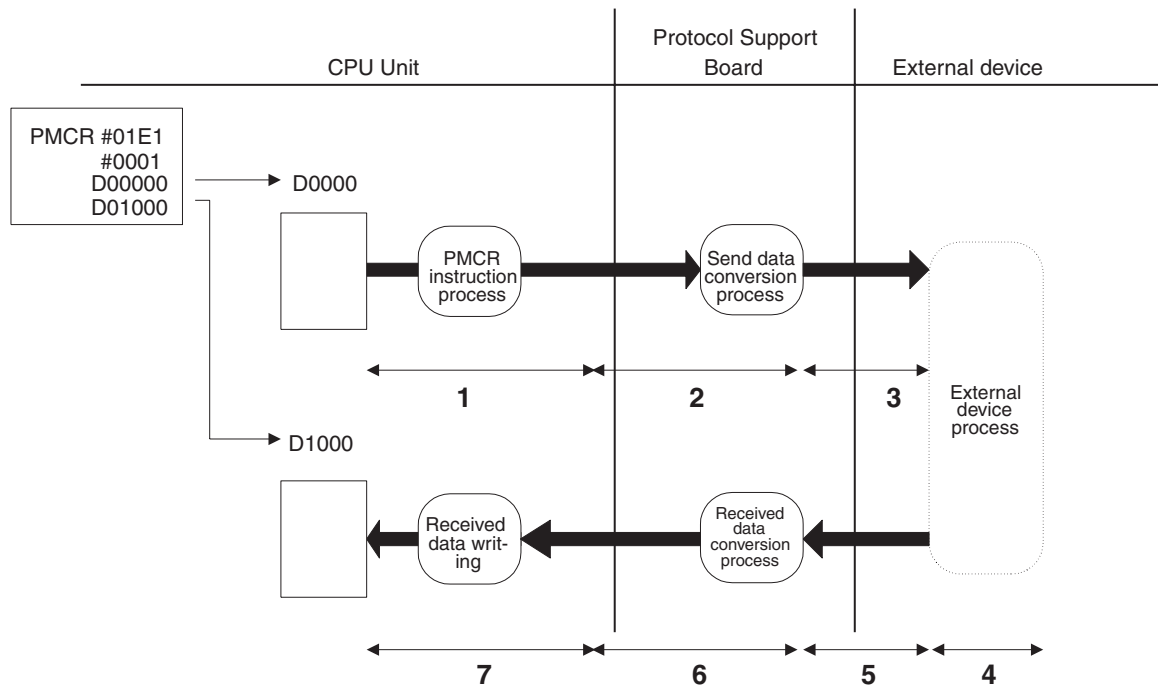 CPU Unit
Protocol Support
Board
External device
PMCR #01E1
#0001
D00000
D01000
D0000
PMCR
instruction
process
Send data
conversion
process
1
2
3
External
device
process
D1000
Received
data writ-
ing
Received
data
conversion
process
7
6
5
4